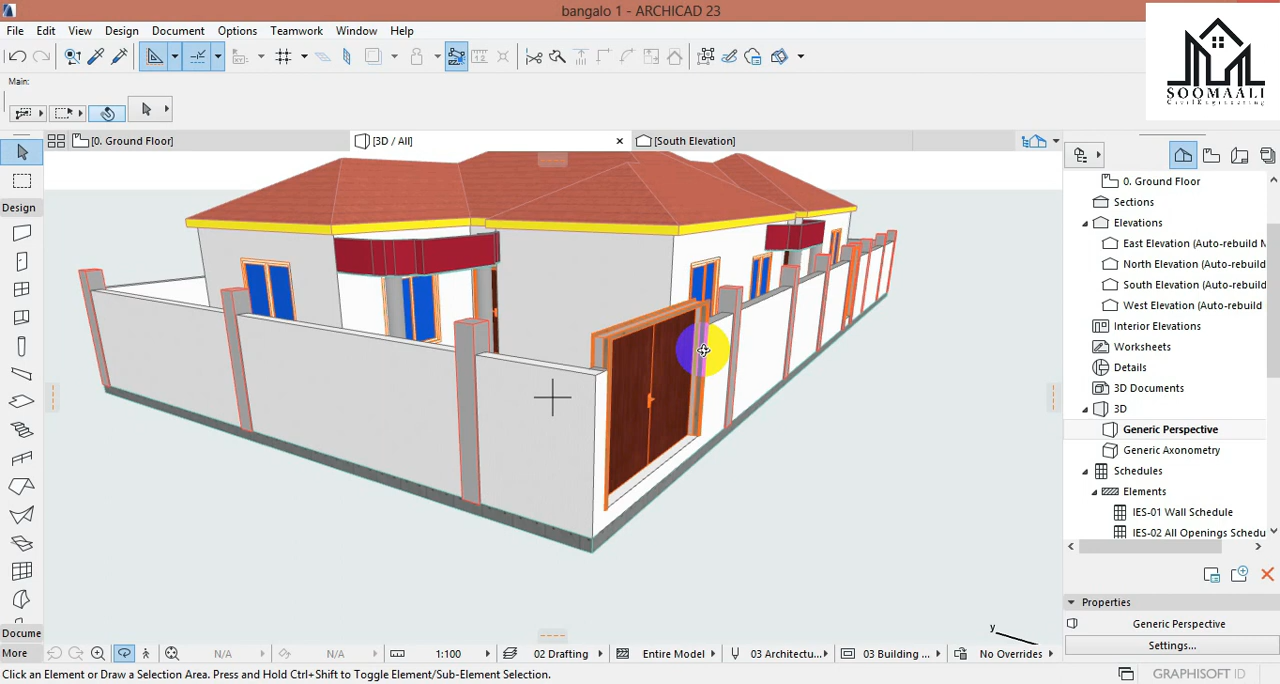 bangalo 1 - ARCHICAD 23
File Edit View Design Document Options Teamwork Window Help
SOOMAALI
Civil Engineering
Main:
[0. Ground Floor]
[3D / All]
[South Elevation]
Design
0. Ground Floor
Sections
Elevations
East Elevation (Auto-rebuild M
North Elevation (Auto-rebuild
South Elevation (Auto-rebuild
West Elevation (Auto-rebuild
Interior Elevations
Worksheets
Details
3D Documents
3D
Generic Perspective
Generic Axonometry
Schedules
Elements
IES-01 Wall Schedule
IES-02 All Openings Schedu
Properties
Generic Perspective
Settings...
y
Docume
More
N/A
N/A
1:100
02 Drafting
Entire Model
03 Architectu...
03 Building ...
No Overrides
Click an Element or Draw a Selection Area. Press and Hold Ctrl+Shift to Toggle Element/Sub-Element Selection.
GRAPHISOFT ID